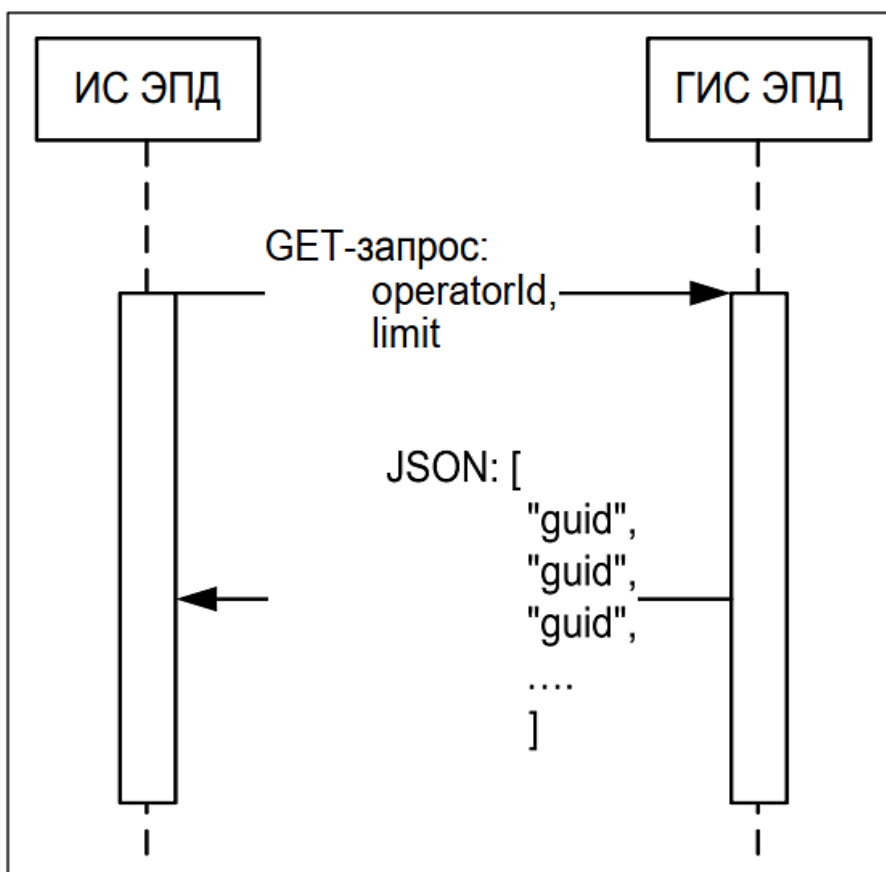 ИС ЭПД
ГИС ЭПД
GET-запрос:
operatorId,
limit
JSON: [
"guid",
"guid",
"guid",
....
]